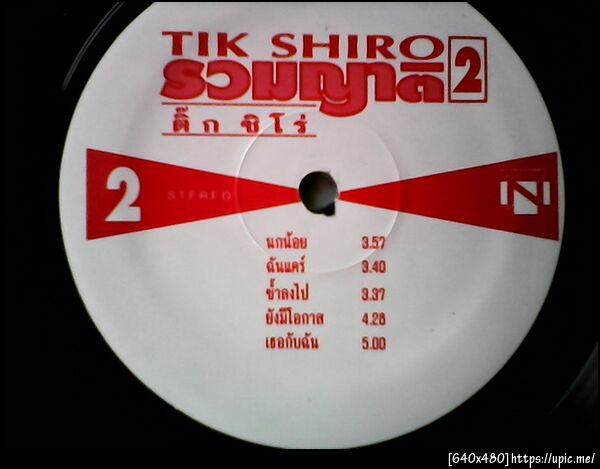 TIK SHIRO
รวมญาติ 2
ติ๊ก ชิโร่
2 STEREO
นกน้อย 3.57
ฉันแคร์ 3.40
ช้ำลงไป 3.37
ยังมีโอกาส 4.26
เธอกับฉัน 5.00
[640x480]https://upic.me/